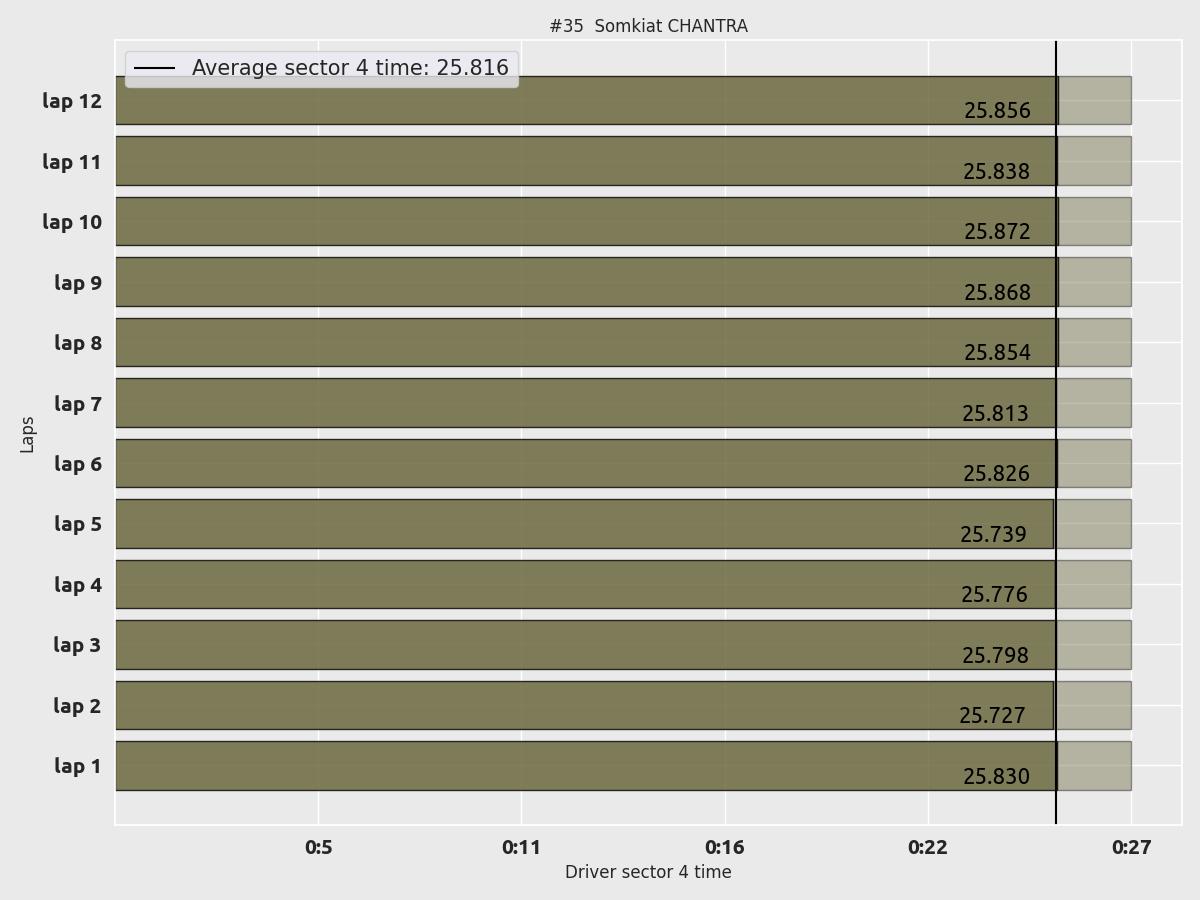 #35  Somkiat CHANTRA
Average sector 4 time: 25.816
lap 12 25.856
lap 11 25.838
lap 10 25.872
lap 9 25.868
lap 8 25.854
lap 7 25.813
lap 6 25.826
lap 5 25.739
lap 4 25.776
lap 3 25.798
lap 2 25.727
lap 1 25.830
Laps
0:5 0:11 0:16 0:22 0:27
Driver sector 4 time